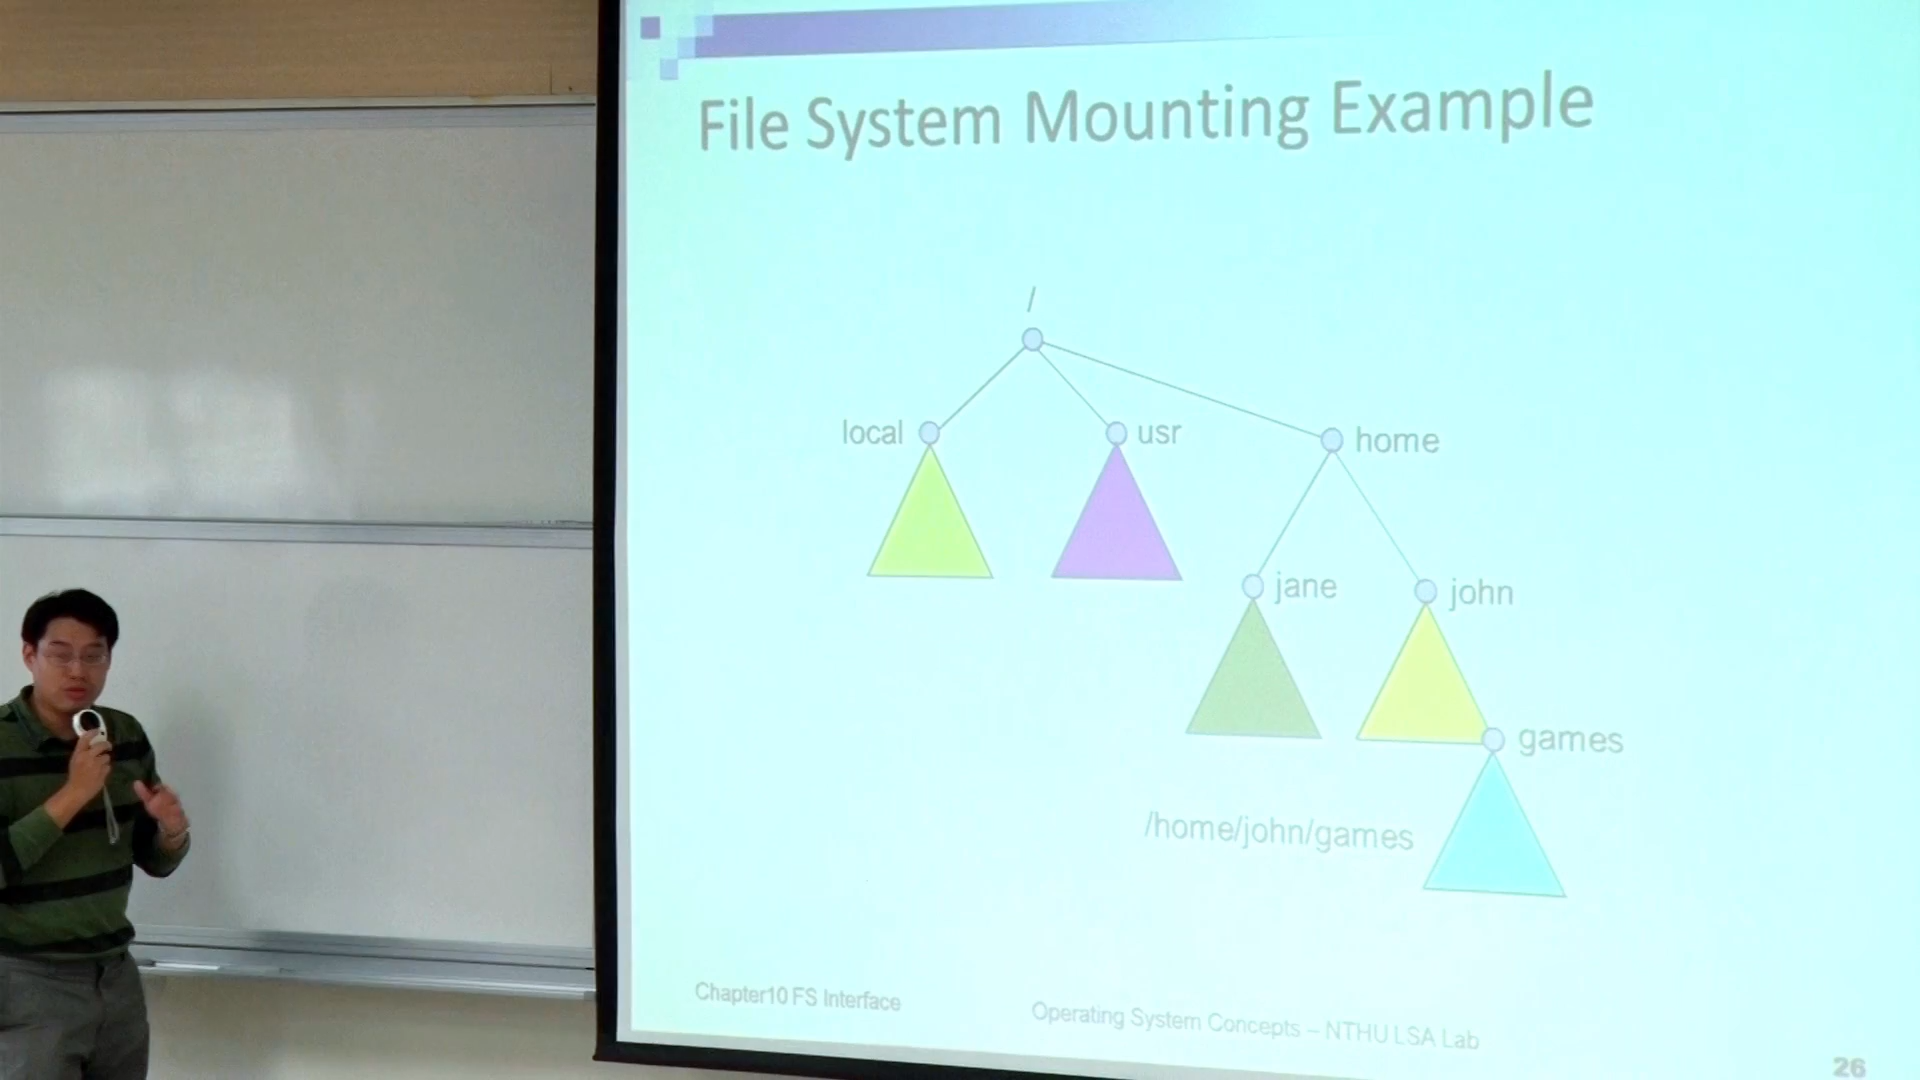 File System Mounting Example
/
local
usr
home
jane
john
games
/home/john/games
Chapter10 FS Interface
Operating System Concepts – NTHU LSA Lab
26